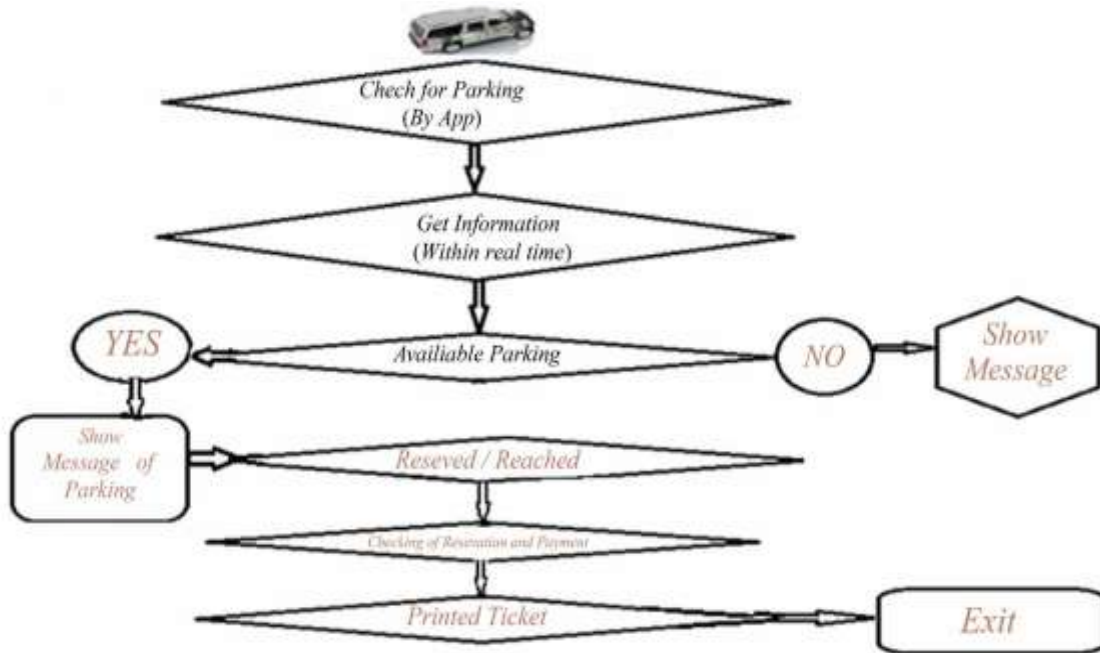 Chech for Parking
(By App)
Get Information
(Within real time)
YES
Availiable Parking
NO
Show
Message
Show
Message of
Parking
Reseved / Reached
Checking of Reseration and Payment
Printed Ticket
Exit